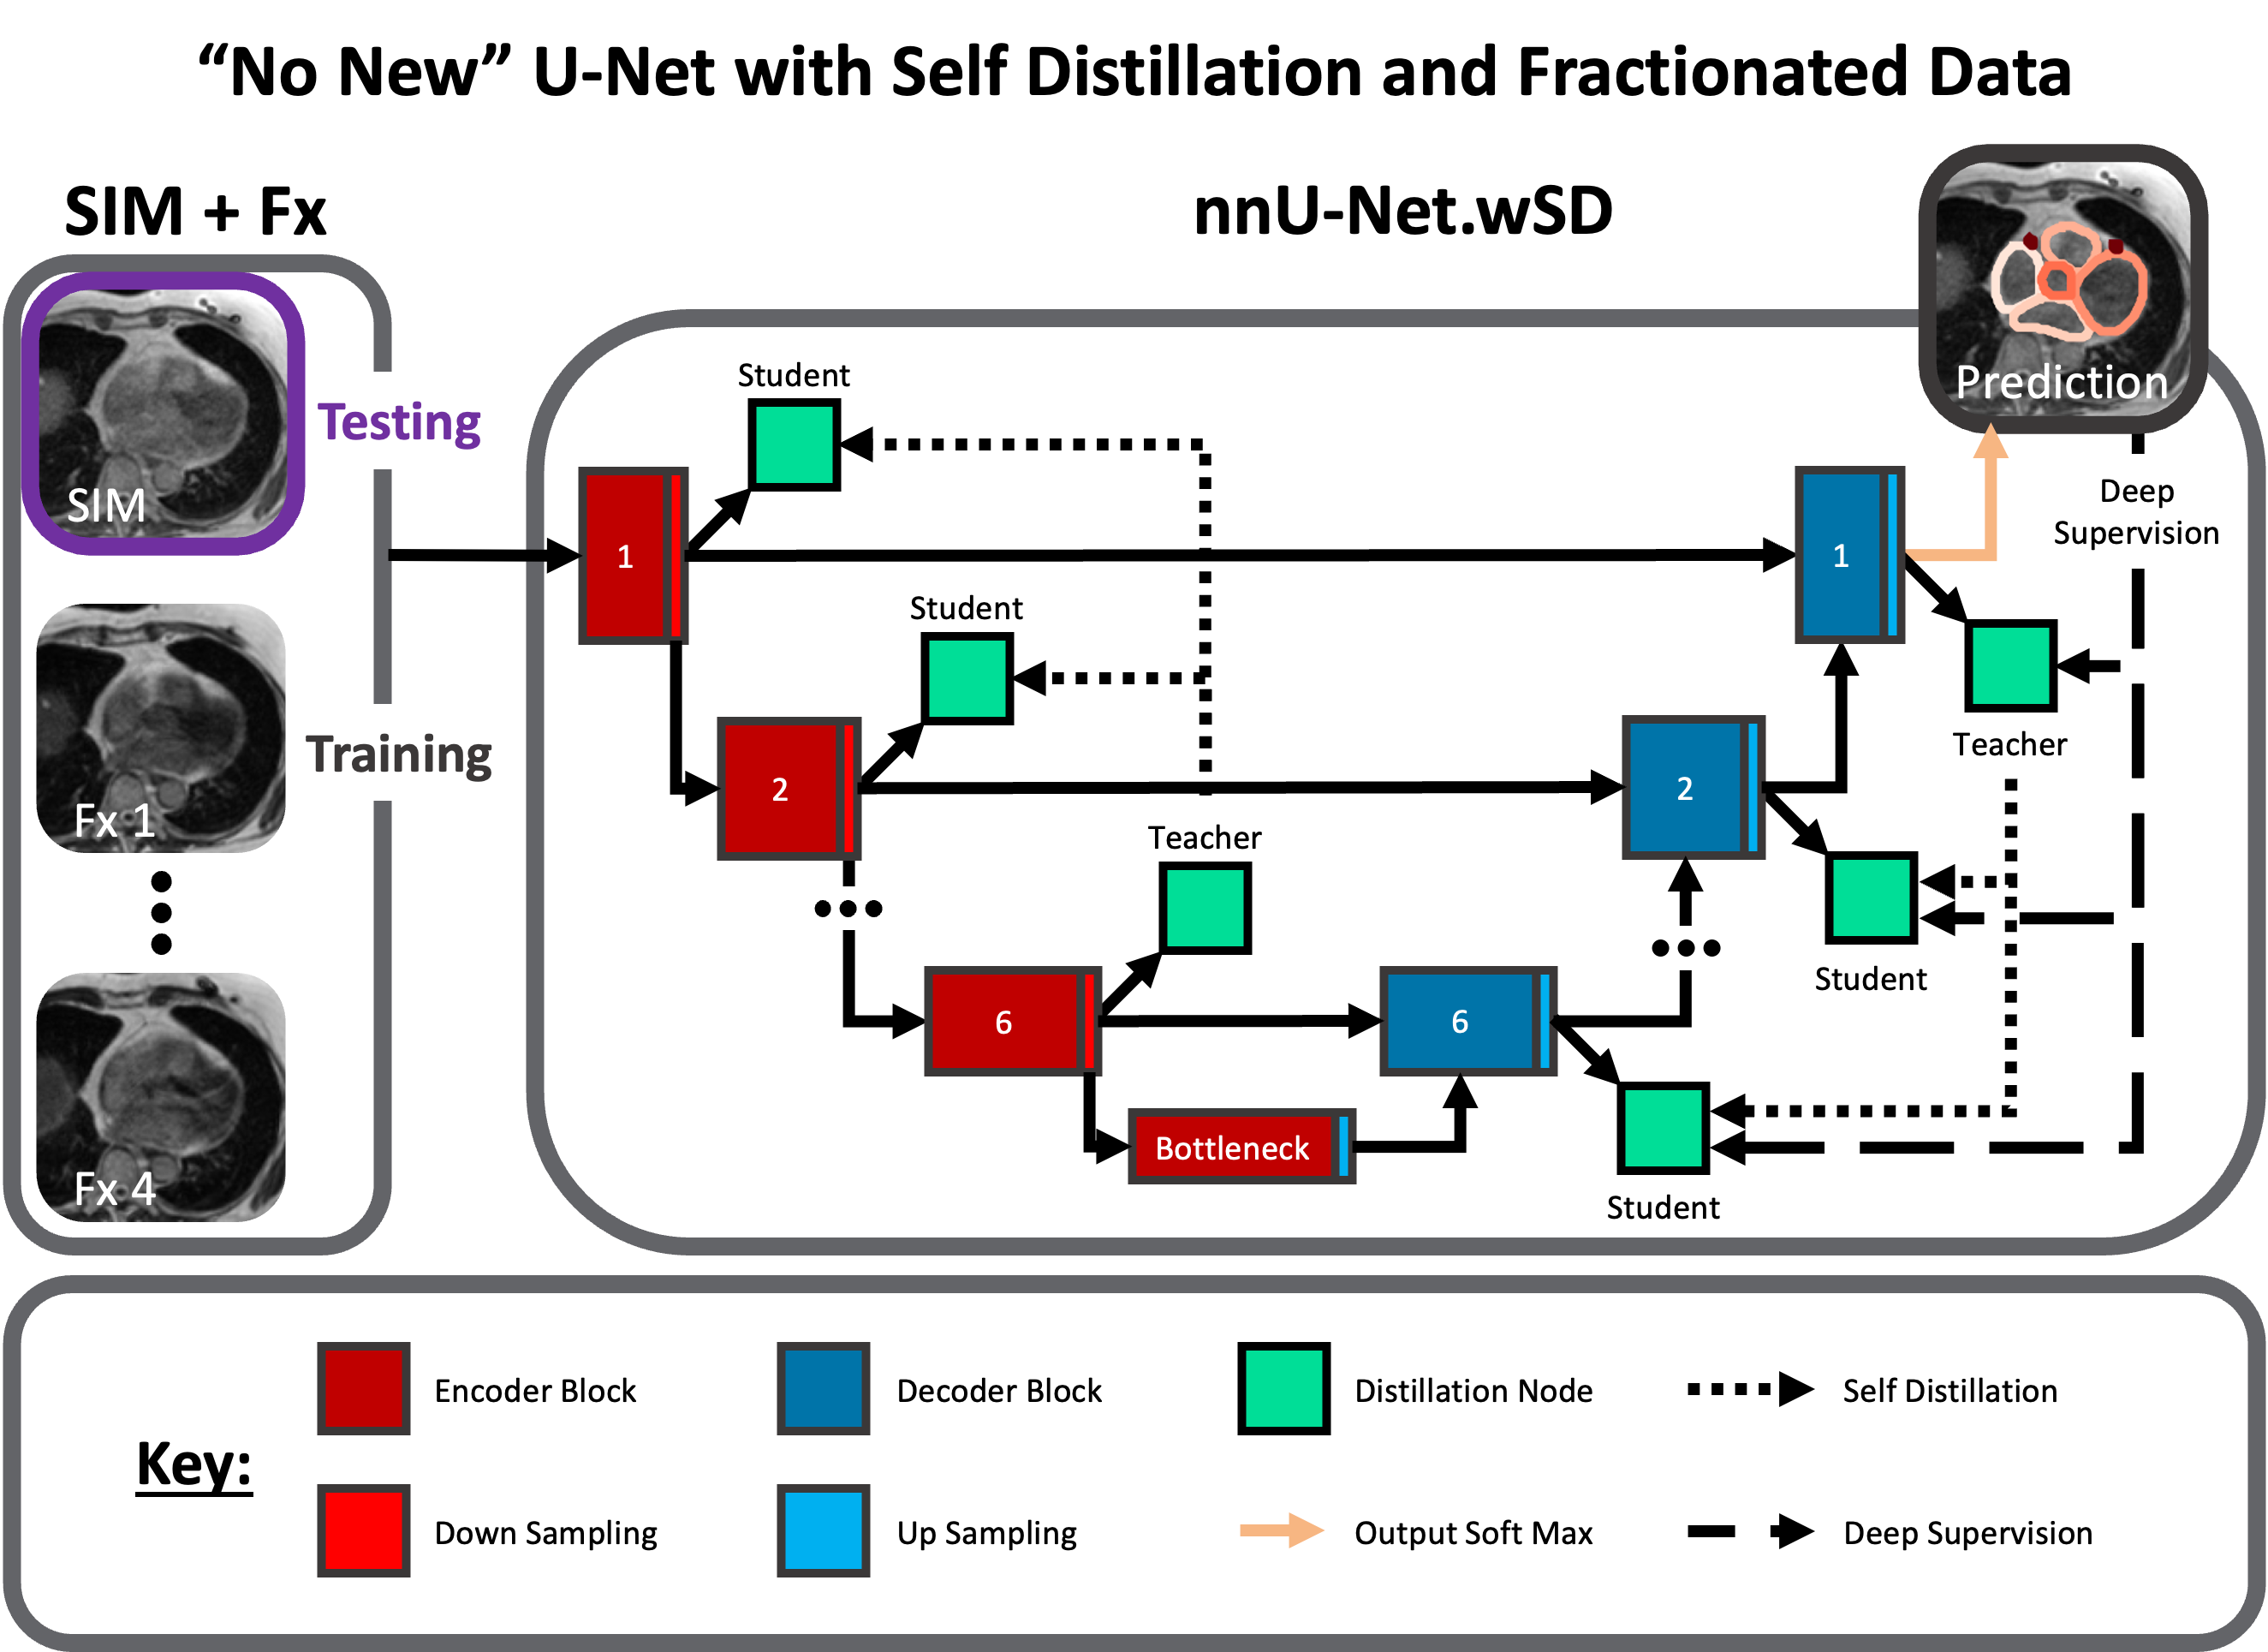 “No New” U-Net with Self Distillation and Fractionated Data
SIM + Fx
nnU-Net.wSD
SIM
Testing
Fx 1
Training
Fx 4
Prediction
Student
1
1
Deep
Supervision
Student
Teacher
2
2
Teacher
Student
6
6
Bottleneck
Student
Key:
Encoder Block
Decoder Block
Distillation Node
Self Distillation
Down Sampling
Up Sampling
Output Soft Max
Deep Supervision